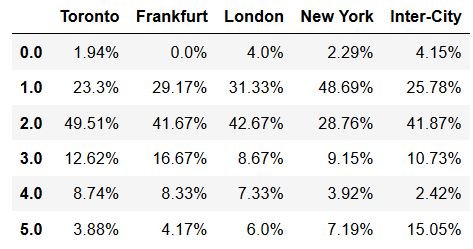 Toronto Frankfurt London New York Inter-City
0.0 1.94% 0.0% 4.0% 2.29% 4.15%
1.0 23.3% 29.17% 31.33% 48.69% 25.78%
2.0 49.51% 41.67% 42.67% 28.76% 41.87%
3.0 12.62% 16.67% 8.67% 9.15% 10.73%
4.0 8.74% 8.33% 7.33% 3.92% 2.42%
5.0 3.88% 4.17% 6.0% 7.19% 15.05%